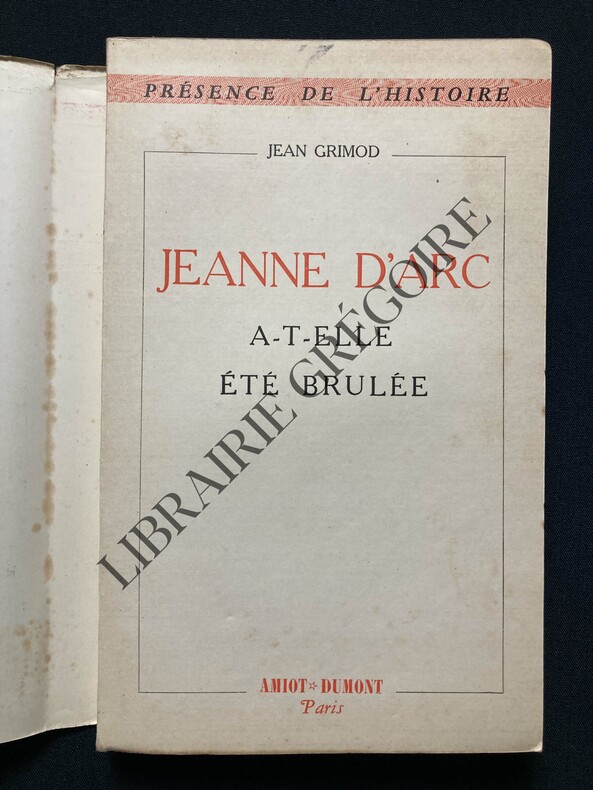 PRÉSENCE DE L'HISTOIRE
JEAN GRIMOD
JEANNE D'ARC
A-T-ELLE
ÉTÉ BRULÉE
LIBRAIRIE GRÉGOIRE
AMIOT☆DUMONT
Paris